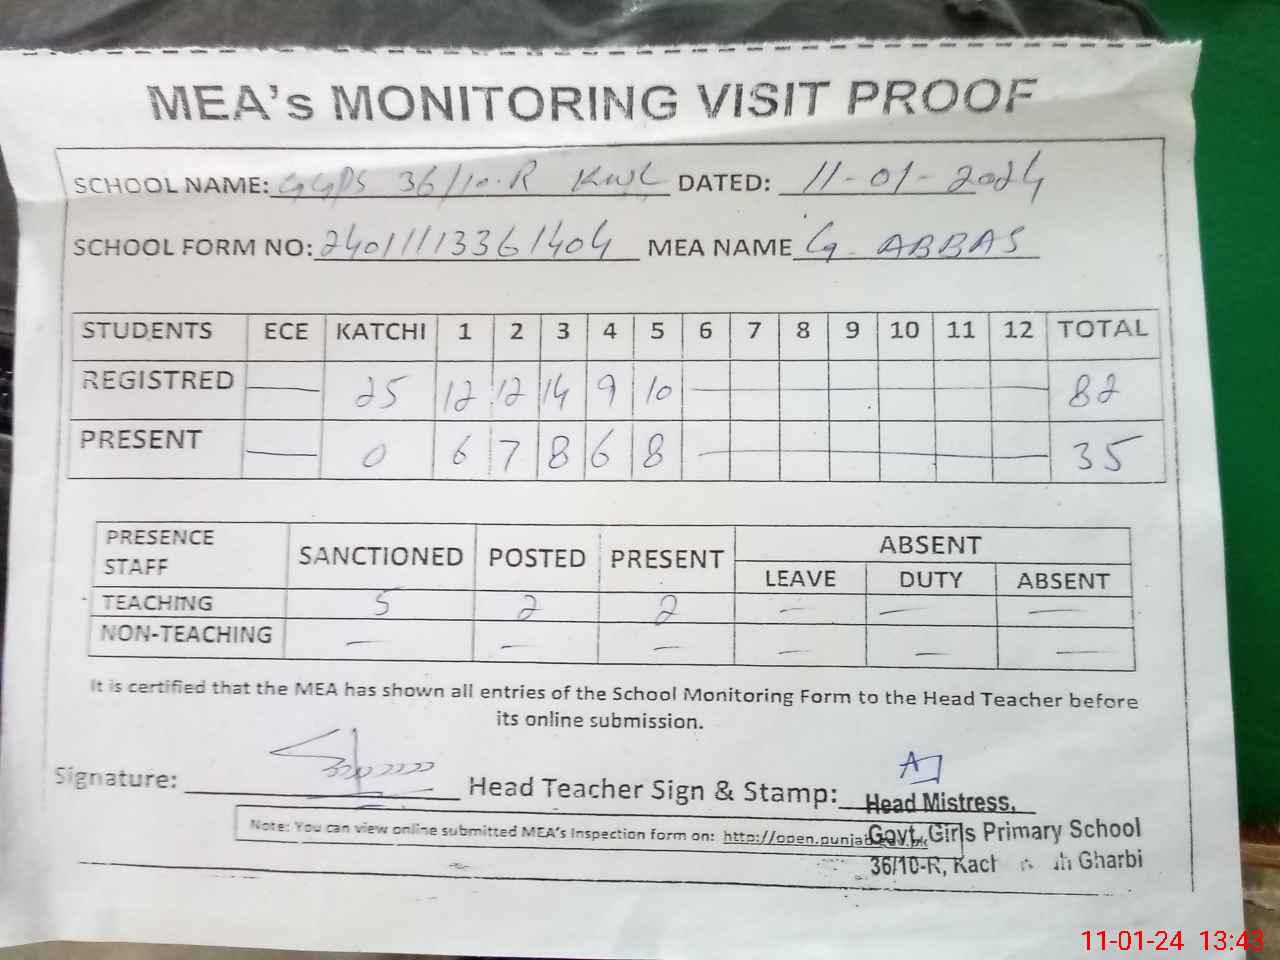 MEA's MONITORING VISIT PROOF
SCHOOL NAME: GGPS 36/10-R KWL DATED: 11-01-2024
SCHOOL FORM NO: 24011113361404 MEA NAME G. ABBAS
STUDENTS ECE KATCHI 1 2 3 4 5 6 7 8 9 10 11 12 TOTAL
REGISTRED — 25 12 12 14 9 10 — 82
PRESENT — 0 6 7 8 6 8 — 35
PRESENCE STAFF SANCTIONED POSTED PRESENT ABSENT
LEAVE DUTY ABSENT
TEACHING 5 2 2 — — —
NON-TEACHING — — — — — —
It is certified that the MEA has shown all entries of the School Monitoring Form to the Head Teacher before
its online submission.
Signature: Head Teacher Sign & Stamp:
Head Mistress,
Note: You can view online submitted MEA's Inspection form on: http://open.punjab
Govt. Girls Primary School
36/10-R, Gharbi
11-01-24 13:43